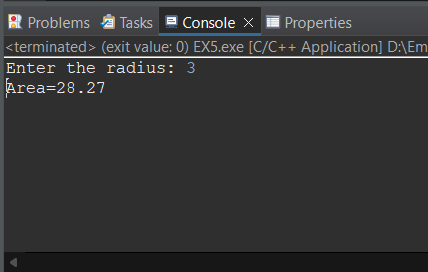 Problems Tasks Console Properties
<terminated> (exit value: 0) EX5.exe [C/C++ Application] D:\Em
Enter the radius: 3
Area=28.27